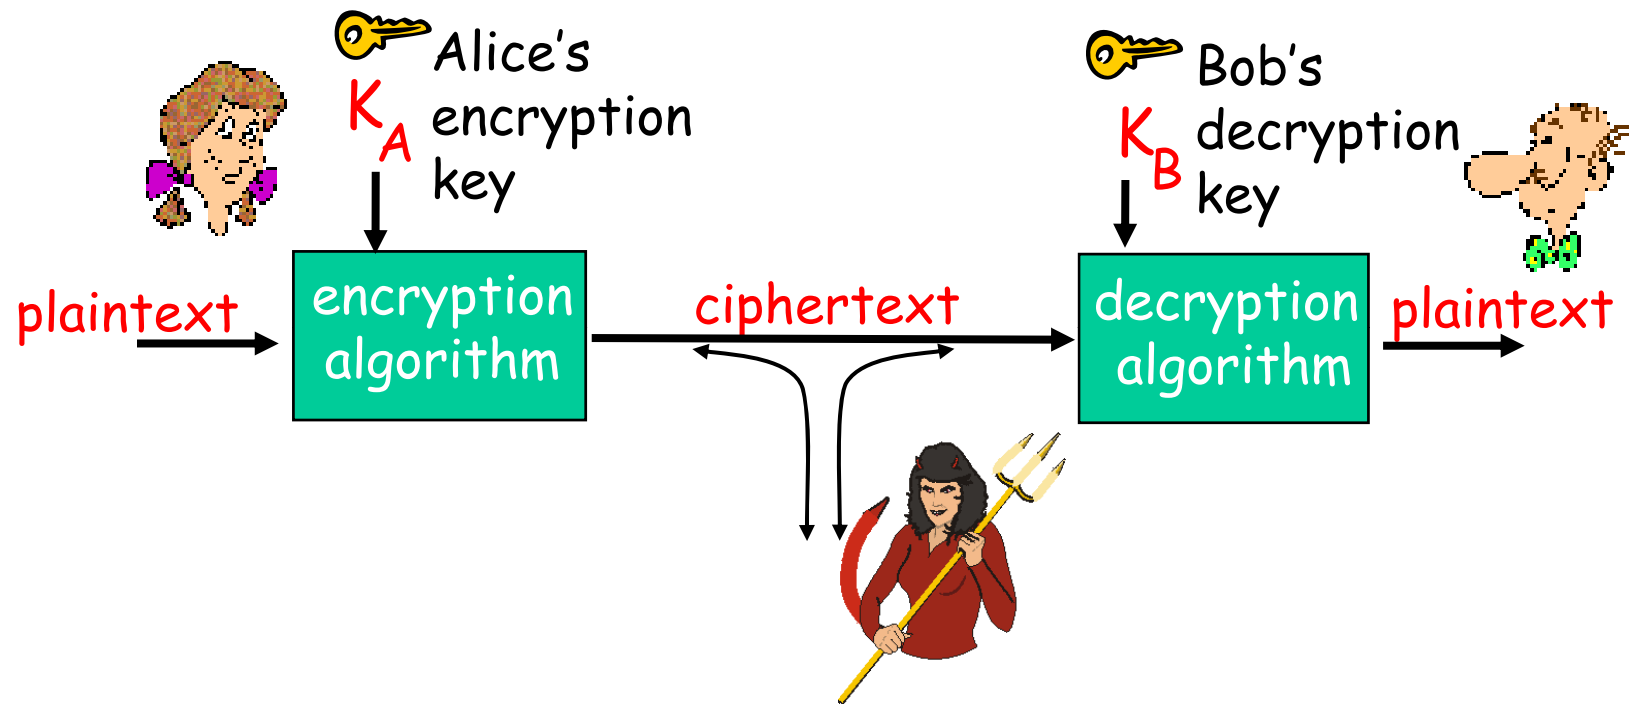 Alice's
encryption
key
K
A
Bob's
decryption
key
K
B
plaintext
encryption
algorithm
ciphertext
decryption
algorithm
plaintext